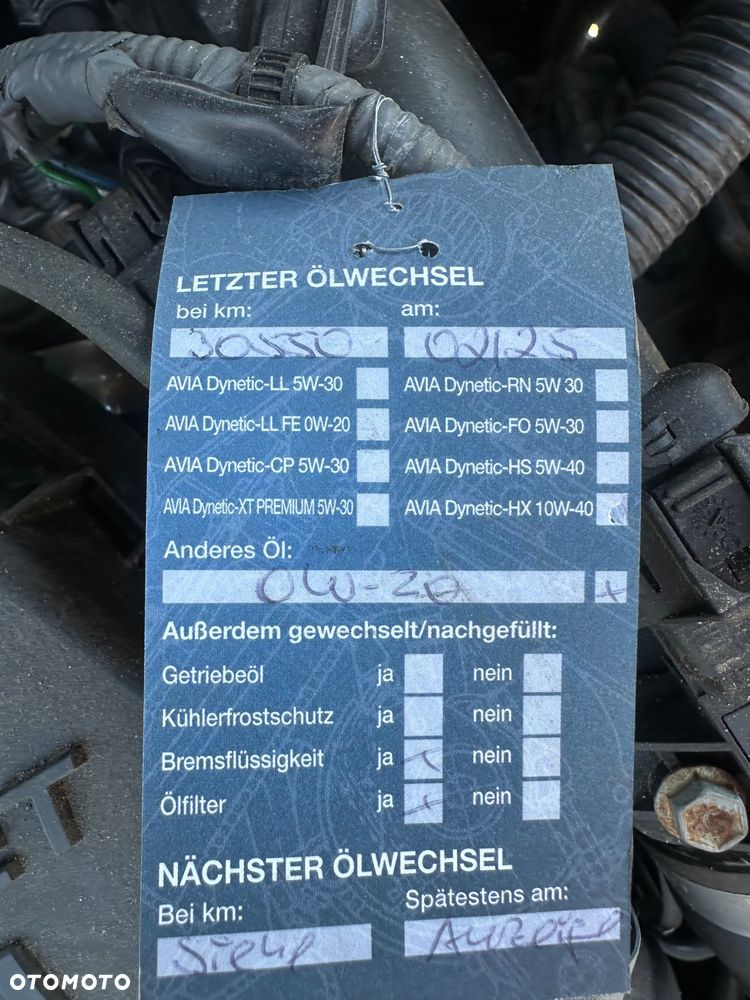 LETZTER ÖLWECHSEL
bei km: am:
30550 02/25
AVIA Dynetic-LL 5W-30 AVIA Dynetic-RN 5W 30
AVIA Dynetic-LL FE 0W-20 AVIA Dynetic-FO 5W-30
AVIA Dynetic-CP 5W-30 AVIA Dynetic-HS 5W-40
AVIA Dynetic-XT PREMIUM 5W-30 AVIA Dynetic-HX 10W-40
Anderes Öl:
0W-20 x
Außerdem gewechselt/nachgefüllt:
Getriebeöl ja nein
Kühlerfrostschutz ja nein
Bremsflüssigkeit ja x nein
Ölfilter ja x nein
NÄCHSTER ÖLWECHSEL
Bei km: Spätestens am:
Siehe Anzeige
OTOMOTO